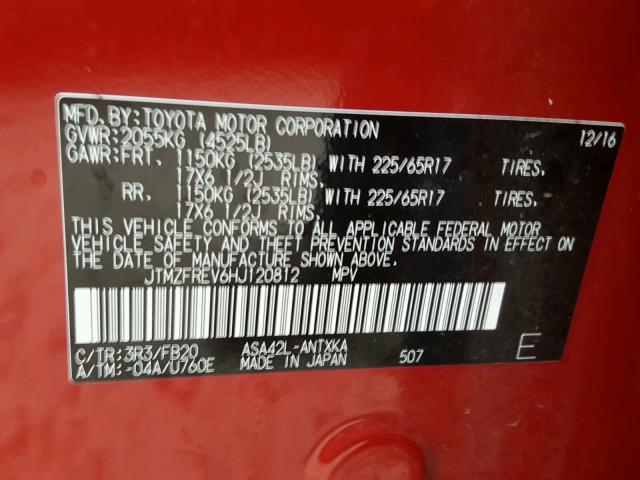 MFD. BY: TOYOTA MOTOR CORPORATION 12/16
GVWR: 2055KG (4525LB)
GAWR: FRT. 1150KG (2535LB) WITH 225/65R17 TIRES,
17X6 1/2J RIMS,
RR. 1150KG (2535LB) WITH 225/65R17 TIRES,
17X6 1/2J RIMS,
THIS VEHICLE CONFORMS TO ALL APPLICABLE FEDERAL MOTOR
VEHICLE SAFETY AND THEFT PREVENTION STANDARDS IN EFFECT
ON THE DATE OF MANUFACTURE SHOWN ABOVE.
JTMZFREV6HJ120812 MPV
C/TR: 3R3/FB20 ASA42L-ANTXKA 507 E
A/TM: -04A/U760E MADE IN JAPAN